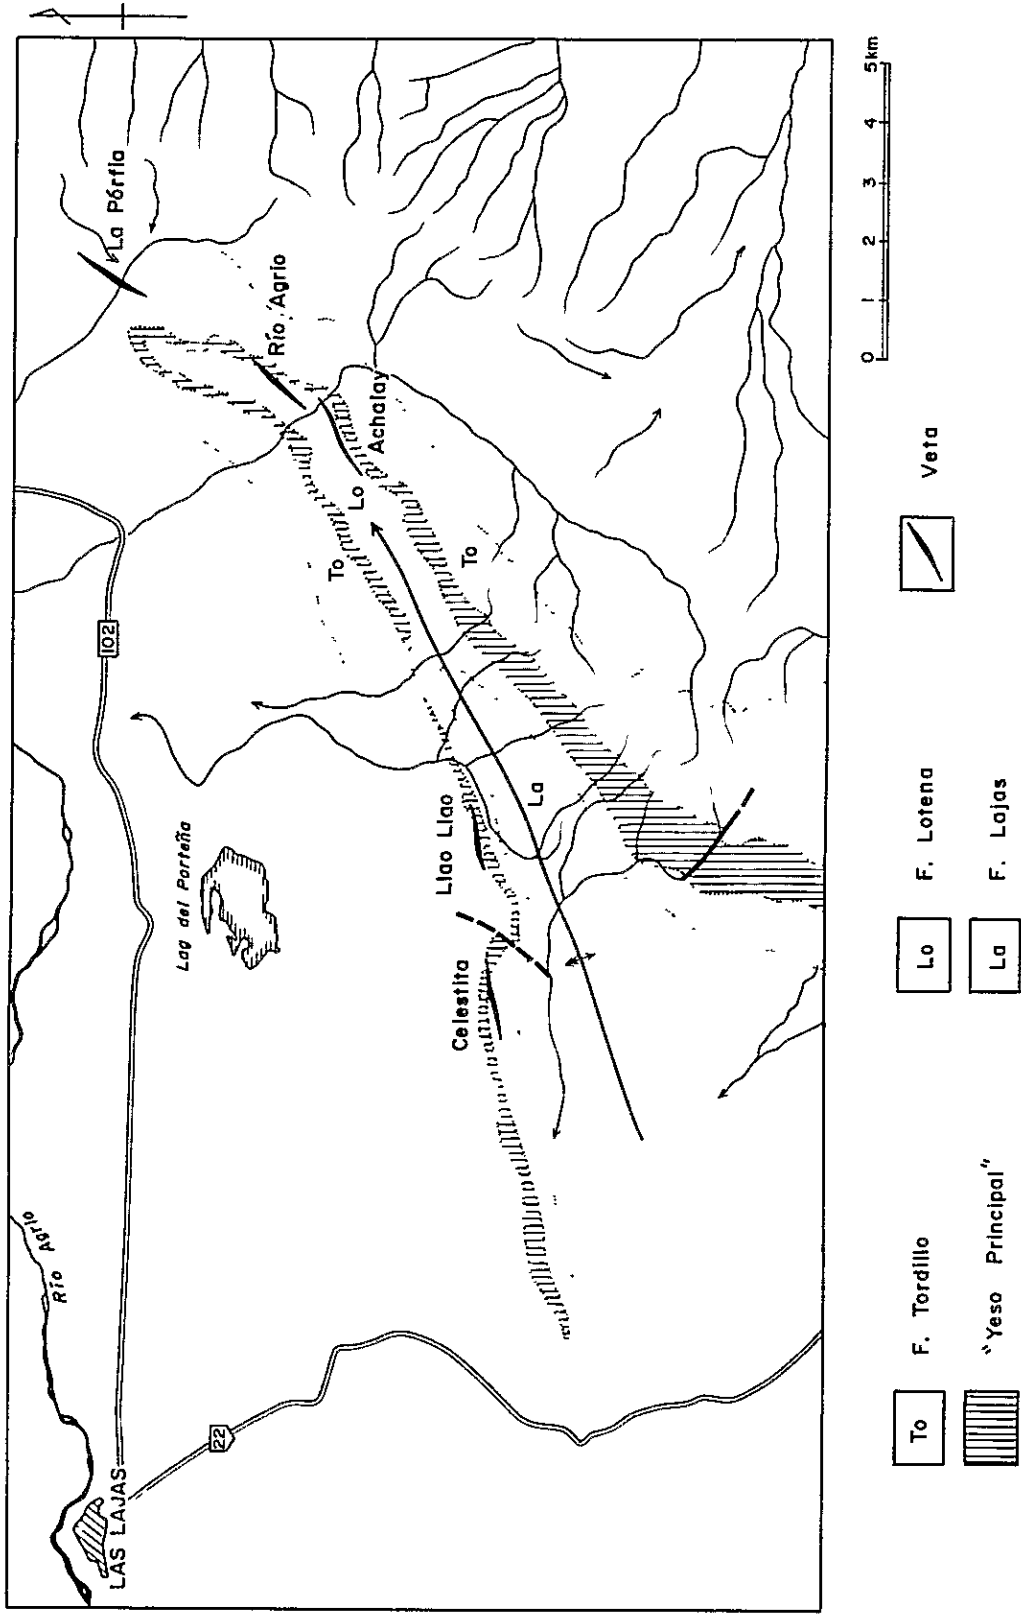 LAS LAJAS
Río Agrio
22
102
Lag del Porteña
Celestita
Llao Llao
La
To
Lo
To
Achalay
Río Agrio
La Pórfia
0 1 2 3 4 5km
To F. Tordillo
"Yeso Principal"
Lo F. Lotena
La F. Lajas
Veta